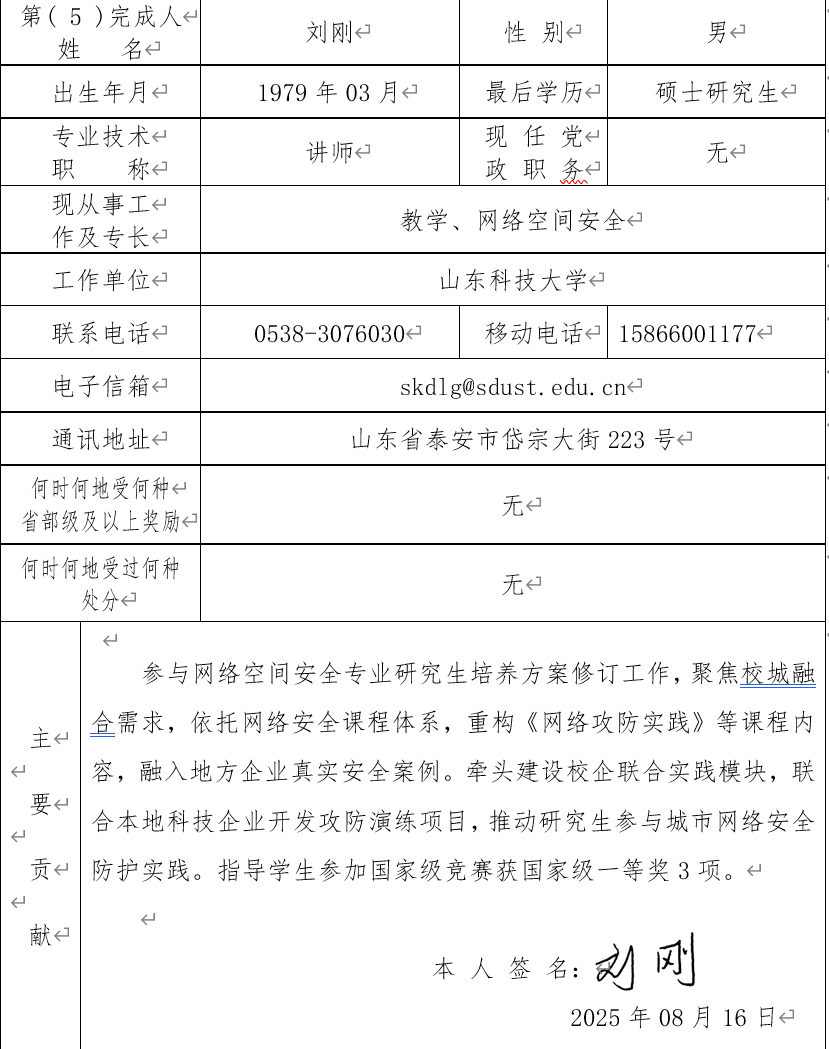 第( 5 )完成人 刘刚 性 别 男
姓 名
出生年月 1979 年 03 月 最后学历 硕士研究生
专业技术 讲师 现 任 党 无
职 称 政 职 务
现从事工 教学、网络空间安全
作及专长
工作单位 山东科技大学
联系电话 0538-3076030 移动电话 15866001177
电子信箱 skdlg@sdust.edu.cn
通讯地址 山东省泰安市岱宗大街 223 号
何时何地受何种 无
省部级及以上奖励
何时何地受过何种 无
处分
主
要
贡
献
参与网络空间安全专业研究生培养方案修订工作，聚焦校城融
合需求，依托网络安全课程体系，重构《网络攻防实践》等课程内
容，融入地方企业真实安全案例。牵头建设校企联合实践模块，联
合本地科技企业开发攻防演练项目，推动研究生参与城市网络安全
防护实践。指导学生参加国家级竞赛获国家级一等奖 3 项。
本 人 签 名：刘刚
2025 年 08 月 16 日